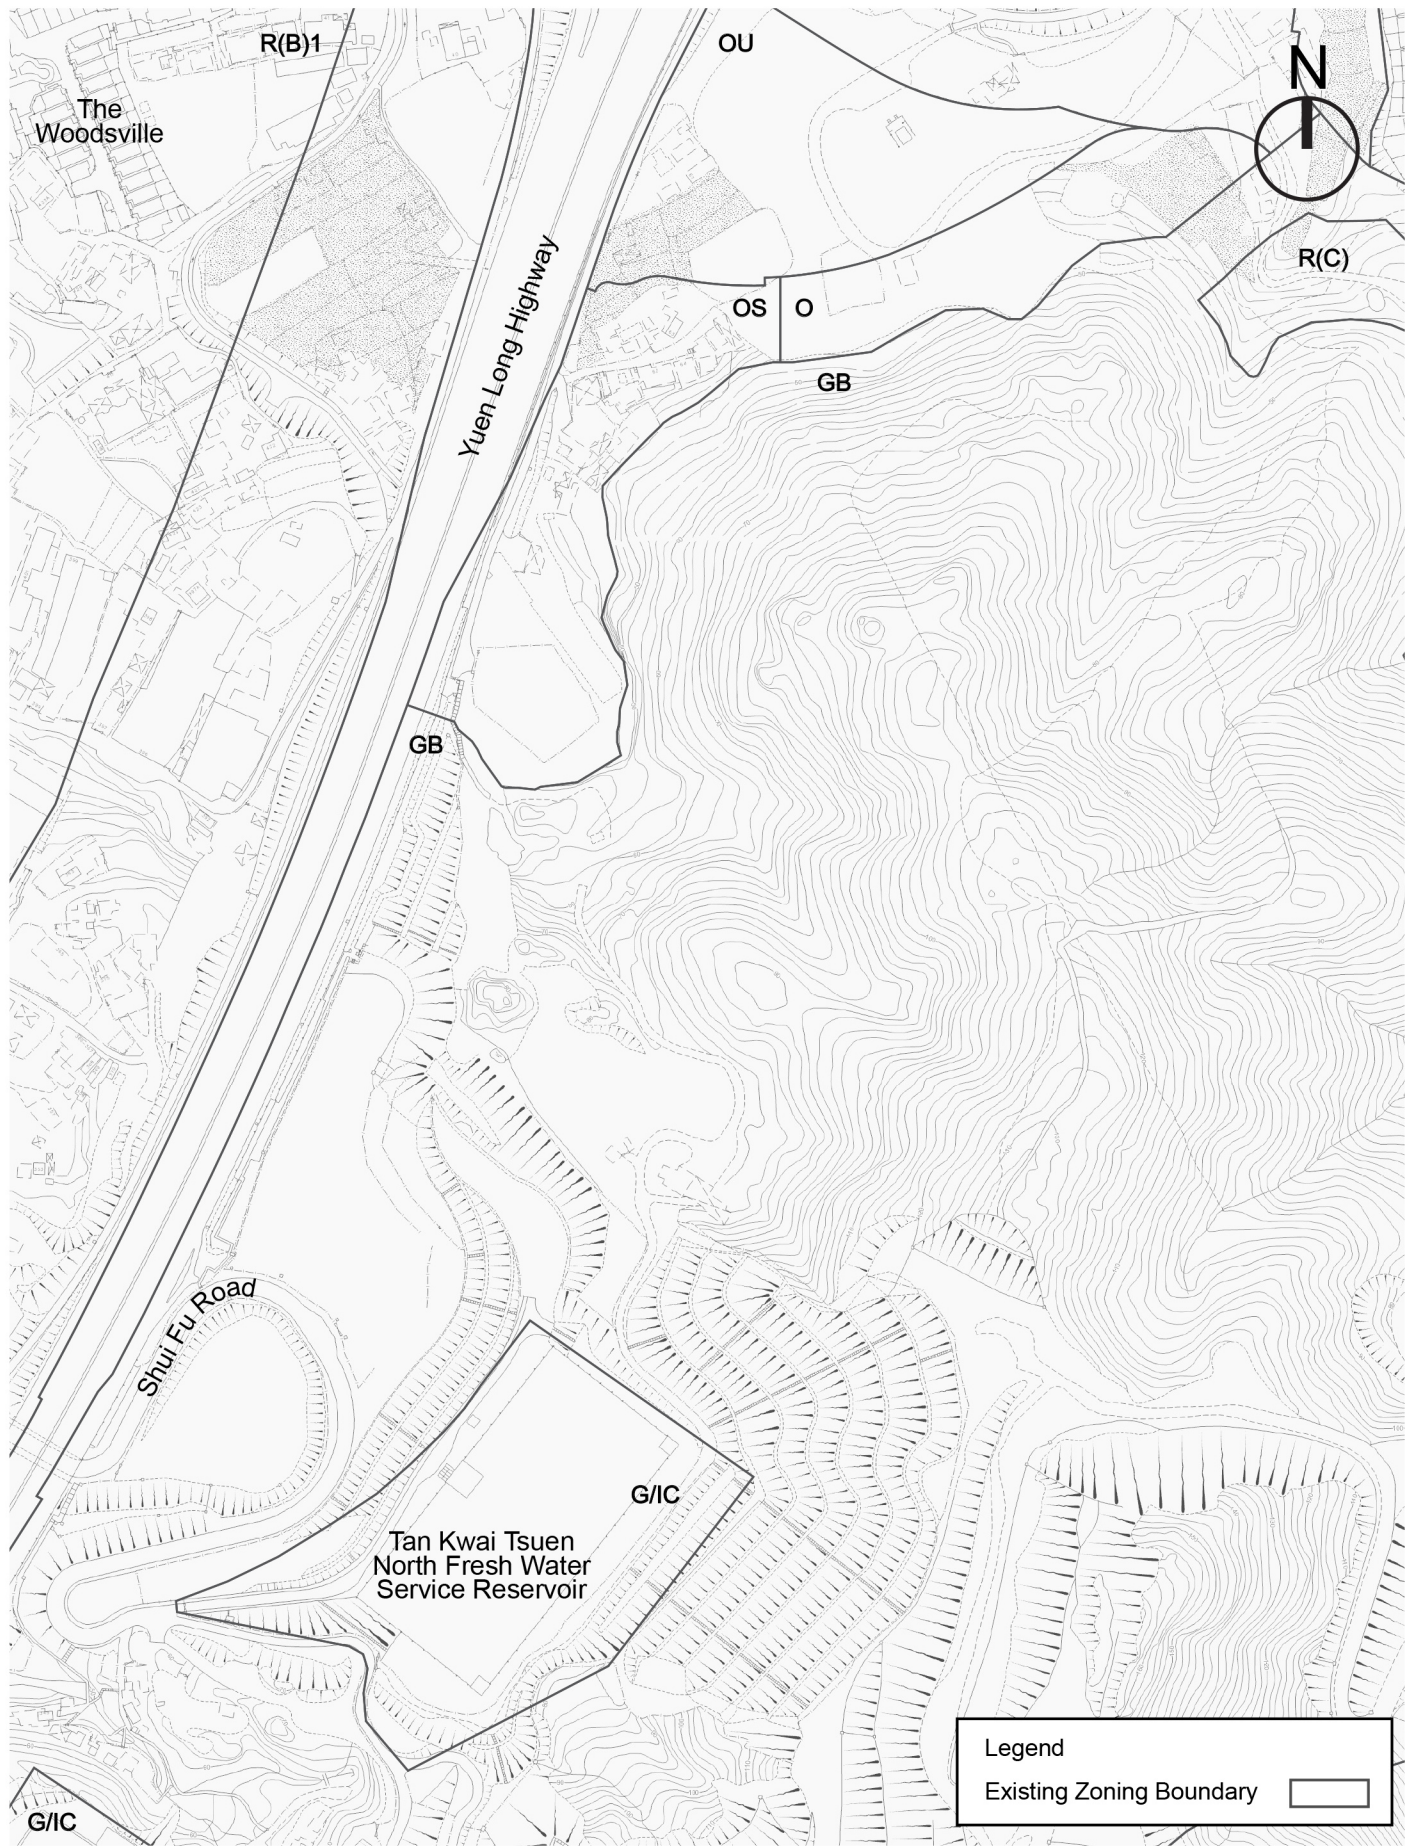 R(B)1
OU
N
The
Woodsville
R(C)
Yuen Long Highway
OS
O
GB
GB
Shui Fu Road
G/IC
Tan Kwai Tsuen
North Fresh Water
Service Reservoir
Legend
Existing Zoning Boundary
G/IC